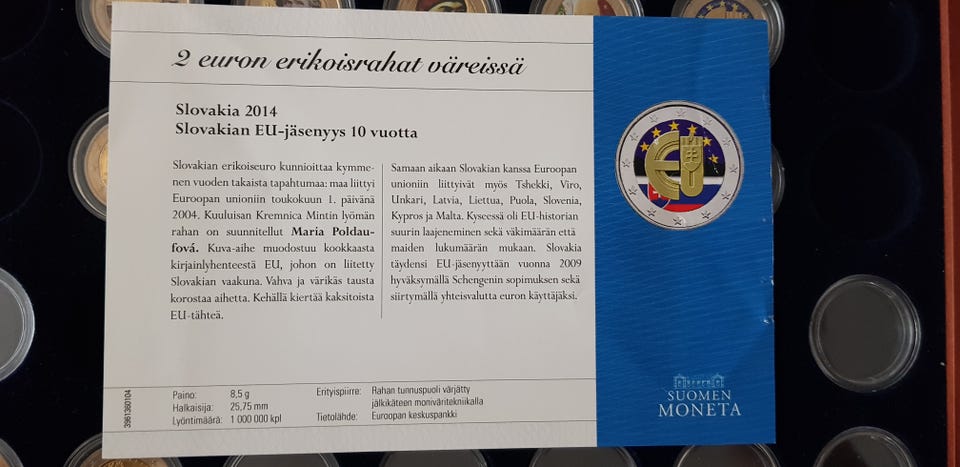 2 euron erikoisrahat väreissä
Slovakia 2014
Slovakian EU-jäsenyys 10 vuotta
Slovakian erikoiseuro kunnioittaa kymme-
nen vuoden takaista tapahtumaa: maa liittyi
Euroopan unioniin toukokuun 1. päivänä
2004. Kuuluisan Kremnica Mintin lyömän
rahan on suunnitellut Maria Poldau-
fová. Kuva-aihe muodostuu kookkaasta
kirjainlyhenteestä EU, johon on liitetty
Slovakian vaakuna. Vahva ja värikäs tausta
korostaa aihetta. Kehällä kiertää kaksitoista
EU-tähteä.
Samaan aikaan Slovakian kanssa Euroopan
unioniin liittyivät myös Tshekki, Viro,
Unkari, Latvia, Liettua, Puola, Slovenia,
Kypros ja Malta. Kyseessä oli EU-historian
suurin laajeneminen sekä väkimäärän että
maiden lukumäärän mukaan. Slovakia
täydensi EU-jäsenyyttään vuonna 2009
hyväksymällä Schengenin sopimuksen sekä
siirtymällä yhteisvaluutta euron käyttäjäksi.
3961360104
Paino: 8,5 g
Halkaisija: 25,75 mm
Lyöntimäärä: 1 000 000 kpl
Erityispiirre: Rahan tunnuspuoli värjätty
jälkikäteen moniväritekniikalla
Tietolähde: Euroopan keskuspankki
SUOMEN
MONETA